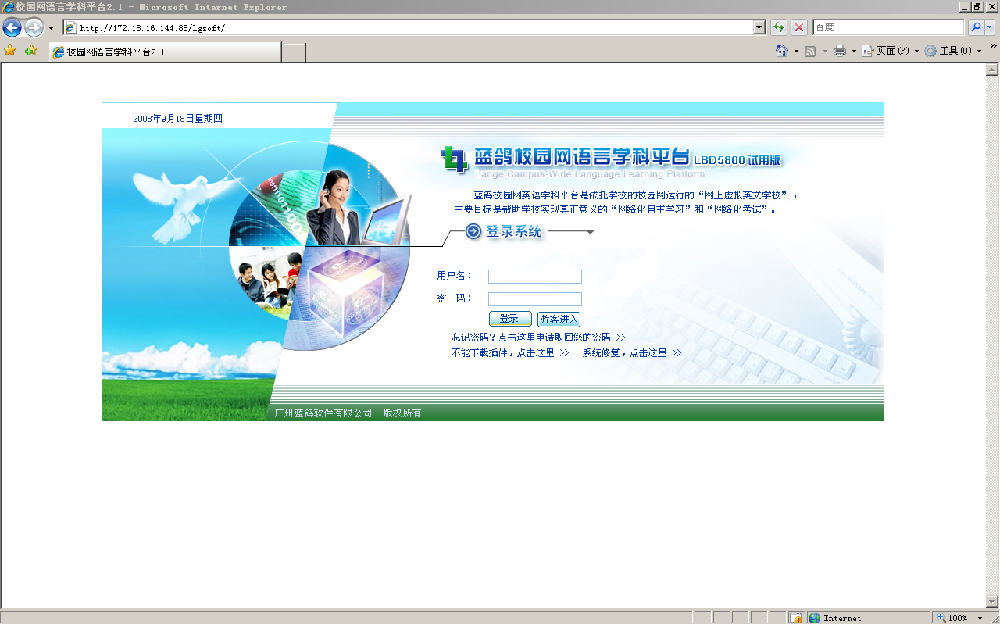 校园网语言学科平台2.1 - Microsoft Internet Explorer
http://172.18.16.144:88/lgsoft/
百度
校园网语言学科平台2.1
页面(P)
工具(O)
2008年9月18日星期四
蓝鸽校园网语言学科平台 LBD5800 试用版
Lange Campus-Wide Language Learning Platform
蓝鸽校园网英语学科平台是依托学校的校园网运行的“网上虚拟英文学校”，
主要目标是帮助学校实现真正意义的“网络化自主学习”和“网络化考试”。
登录系统
用户名：
密 码：
登录 游客进入
忘记密码？点击这里申请取回您的密码 >>
不能下载插件，点击这里 >> 系统修复，点击这里 >>
广州蓝鸽软件有限公司 版权所有
Internet
100%